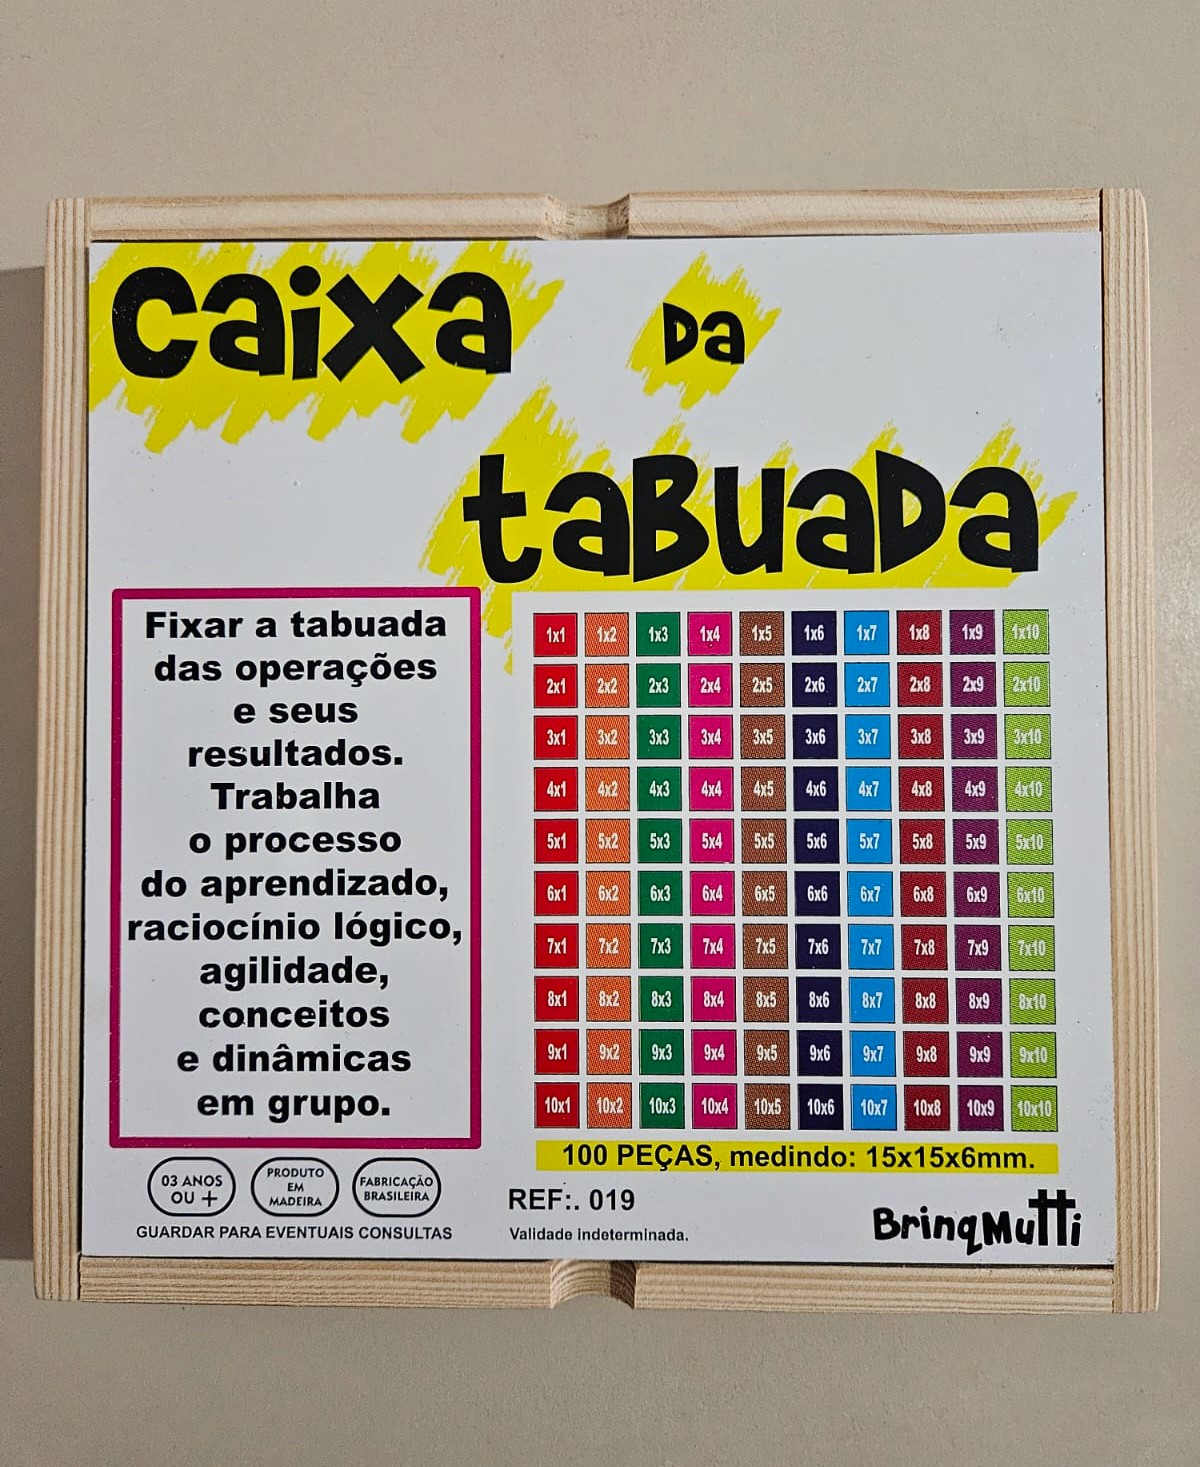 Caixa
Da
taBuaDa
Fixar a tabuada
das operações
e seus
resultados.
Trabalha
o processo
do aprendizado,
raciocínio lógico,
agilidade,
conceitos
e dinâmicas
em grupo.
1x1 1x2 1x3 1x4 1x5 1x6 1x7 1x8 1x9 1x10
2x1 2x2 2x3 2x4 2x5 2x6 2x7 2x8 2x9 2x10
3x1 3x2 3x3 3x4 3x5 3x6 3x7 3x8 3x9 3x10
4x1 4x2 4x3 4x4 4x5 4x6 4x7 4x8 4x9 4x10
5x1 5x2 5x3 5x4 5x5 5x6 5x7 5x8 5x9 5x10
6x1 6x2 6x3 6x4 6x5 6x6 6x7 6x8 6x9 6x10
7x1 7x2 7x3 7x4 7x5 7x6 7x7 7x8 7x9 7x10
8x1 8x2 8x3 8x4 8x5 8x6 8x7 8x8 8x9 8x10
9x1 9x2 9x3 9x4 9x5 9x6 9x7 9x8 9x9 9x10
10x1 10x2 10x3 10x4 10x5 10x6 10x7 10x8 10x9 10x10
100 PEÇAS, medindo: 15x15x6mm.
03 ANOS
OU +
PRODUTO
EM
MADEIRA
FABRICAÇÃO
BRASILEIRA
GUARDAR PARA EVENTUAIS CONSULTAS
REF:. 019
Validade indeterminada.
BrinqMutti